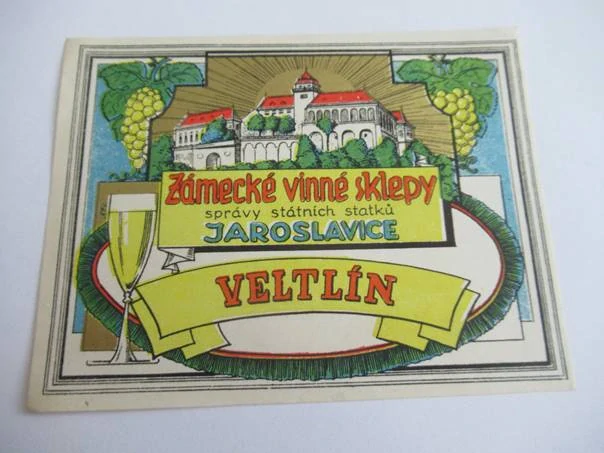 Zámecké vinné sklepy
správy státních statků
JAROSLAVICE
VELTLÍN